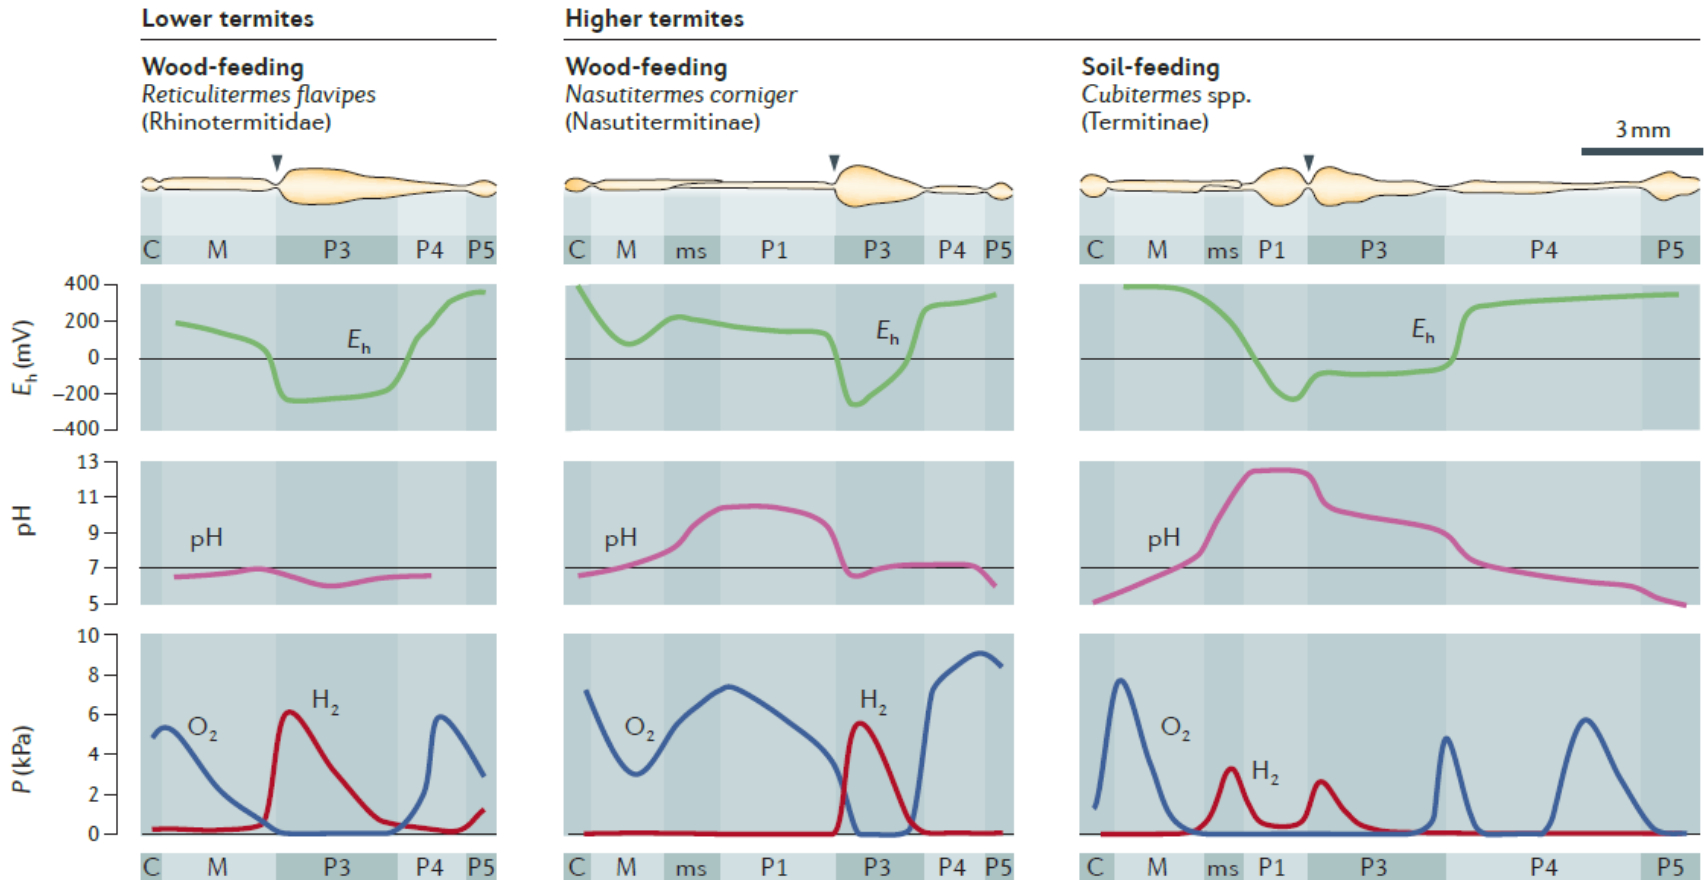 Lower termites
Higher termites
Wood-feeding
Reticulitermes flavipes
(Rhinotermitidae)
Wood-feeding
Nasutitermes corniger
(Nasutitermitinae)
Soil-feeding
Cubitermes spp.
(Termitinae)
3 mm
C M P3 P4 P5
C M ms P1 P3 P4 P5
C M ms P1 P3 P4 P5
Eh (mV)
400
200
0
–200
–400
Eh
Eh
Eh
pH
13
11
9
7
5
pH
pH
pH
P (kPa)
10
8
6
4
2
0
O2
H2
O2
H2
O2
H2
C M P3 P4 P5
C M ms P1 P3 P4 P5
C M ms P1 P3 P4 P5